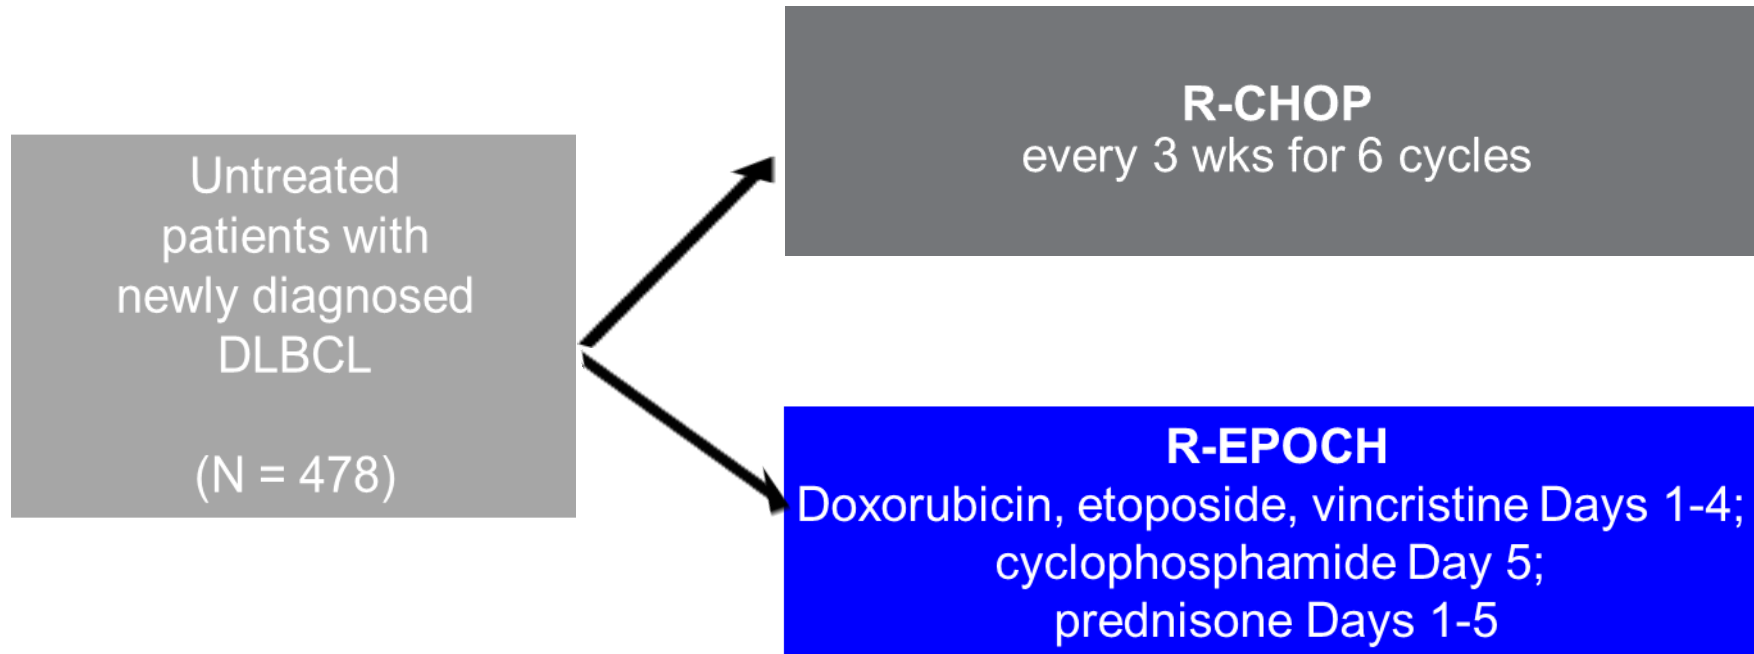 Untreated
patients with
newly diagnosed
DLBCL
(N = 478)
R-CHOP
every 3 wks for 6 cycles
R-EPOCH
Doxorubicin, etoposide, vincristine Days 1-4;
cyclophosphamide Day 5;
prednisone Days 1-5